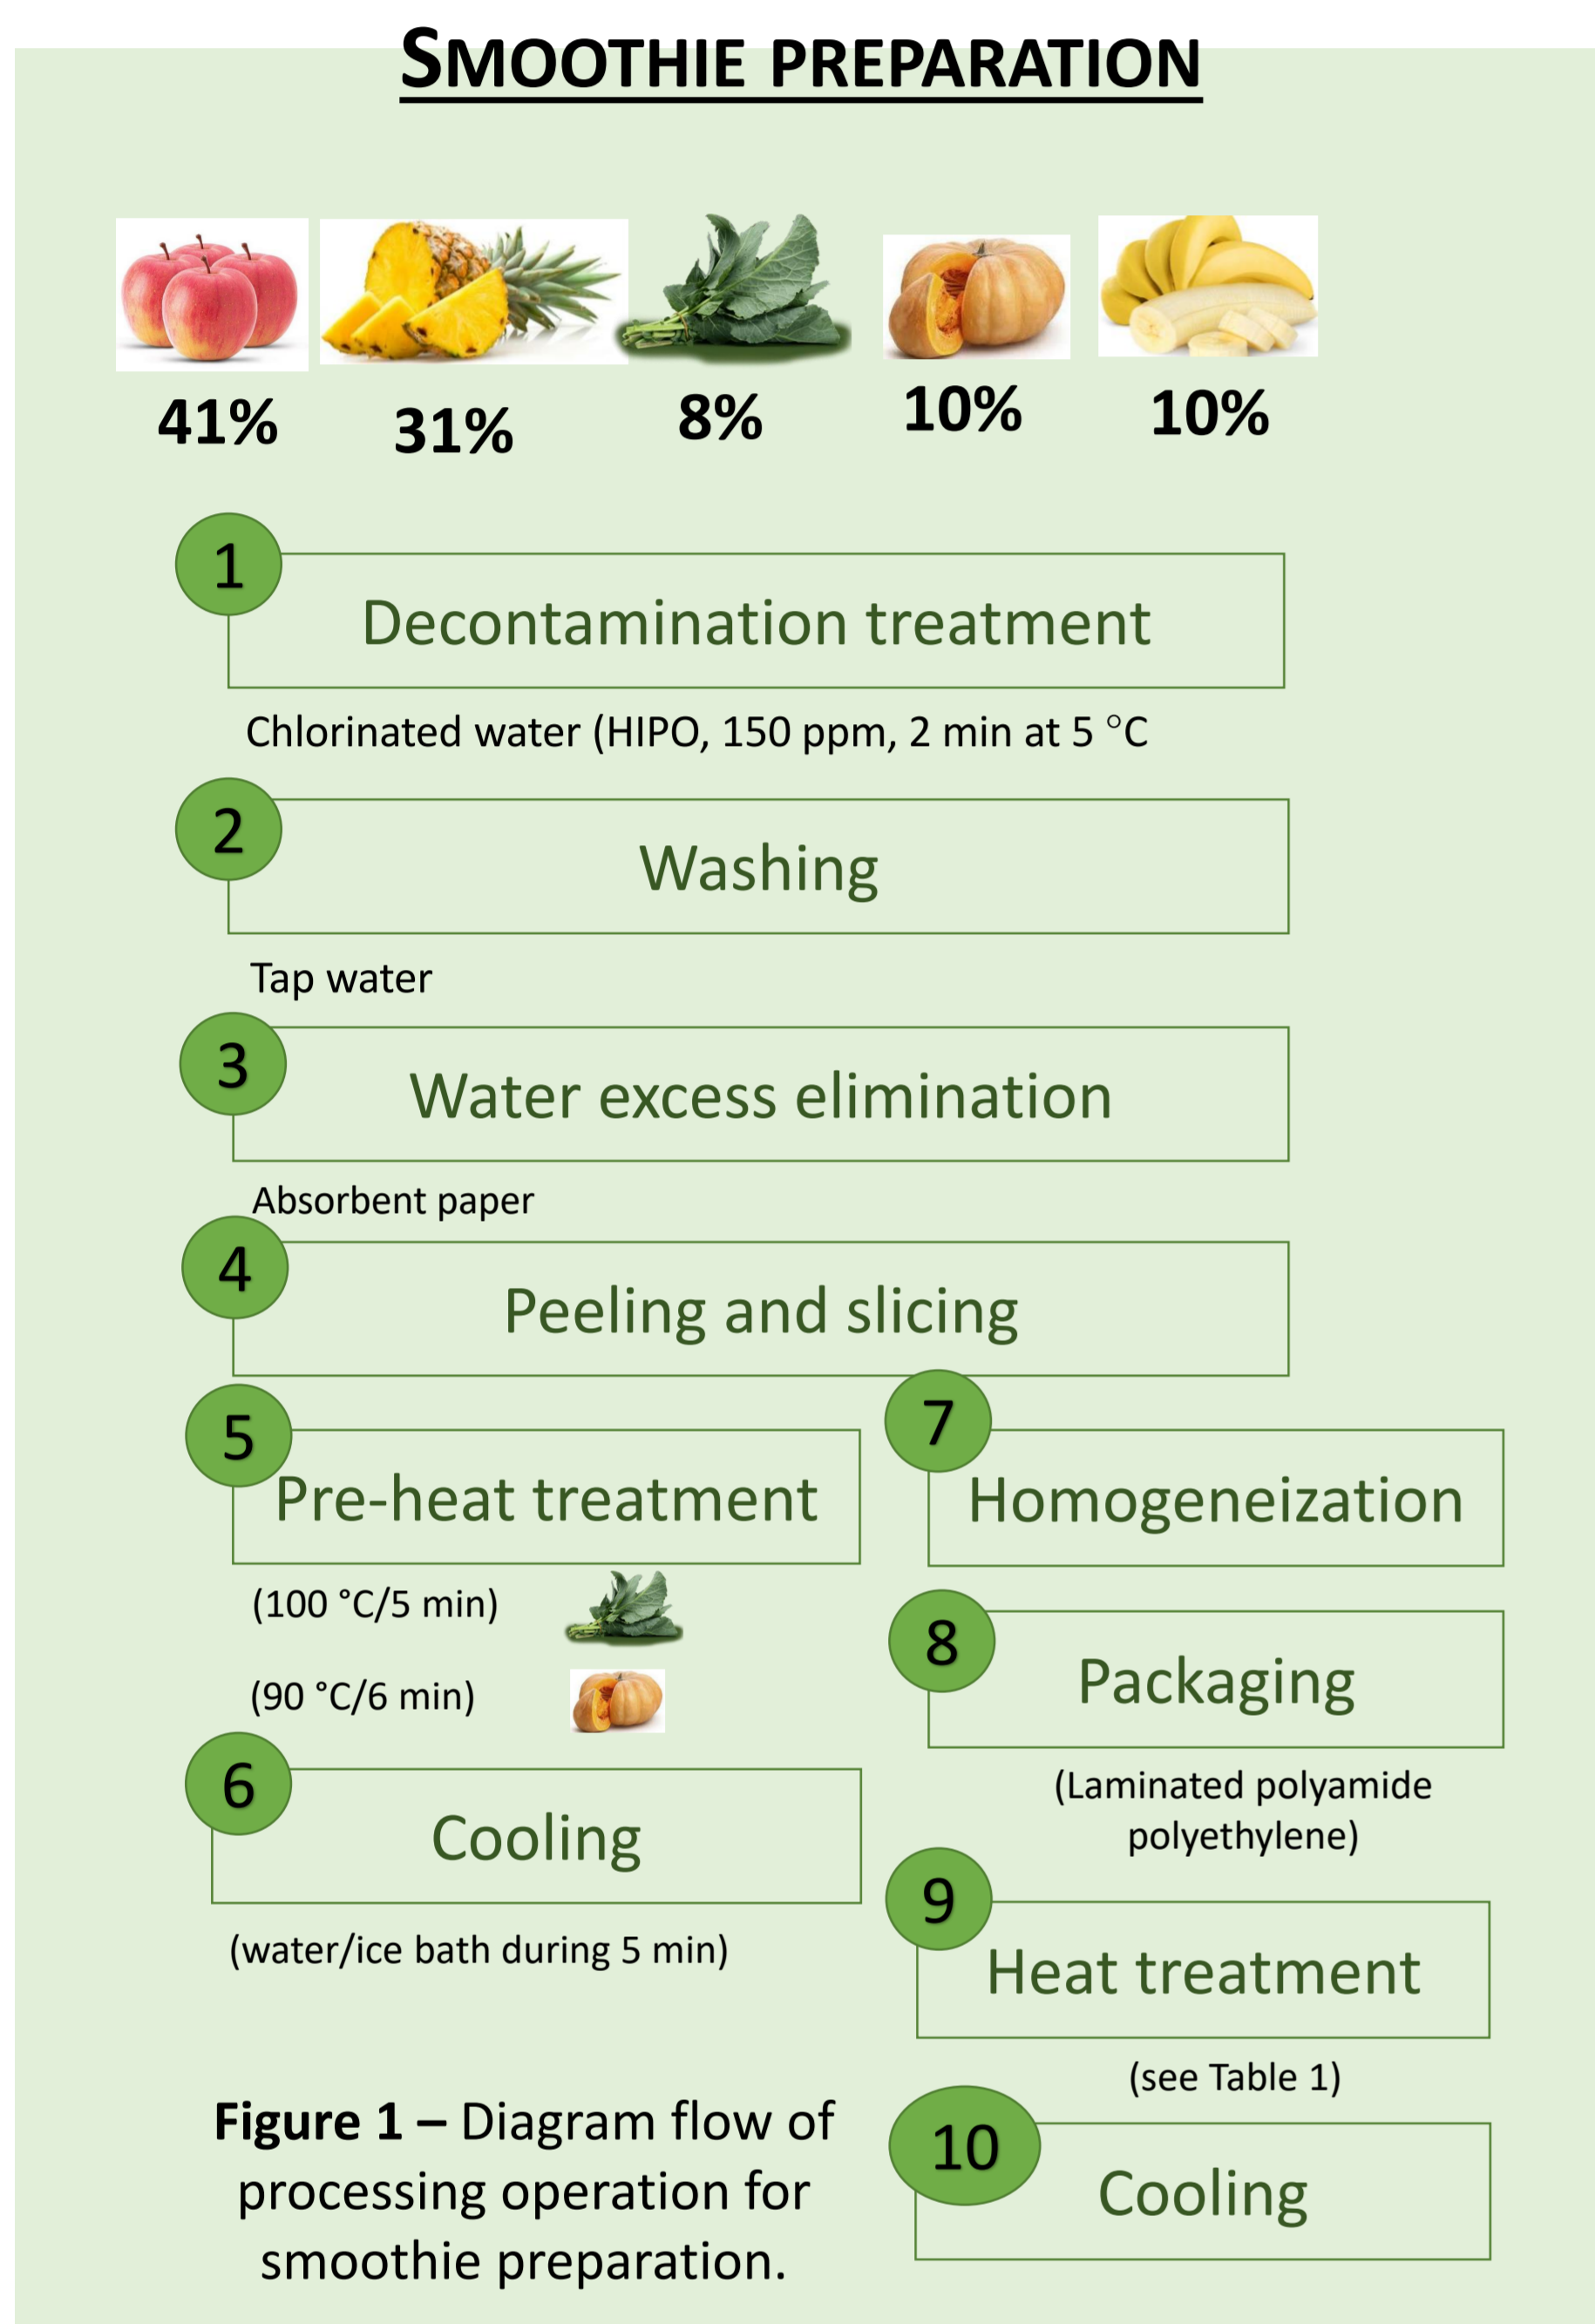 SMOOTHIE PREPARATION
41%
31%
8%
10%
10%
1
Decontamination treatment
Chlorinated water (HIPO, 150 ppm, 2 min at 5 °C
2
Washing
Tap water
3
Water excess elimination
Absorbent paper
4
Peeling and slicing
5
Pre-heat treatment
(100 °C/5 min)
(90 °C/6 min)
6
Cooling
(water/ice bath during 5 min)
7
Homogeneization
8
Packaging
(Laminated polyamide
polyethylene)
9
Heat treatment
(see Table 1)
10
Cooling
Figure 1 – Diagram flow of
processing operation for
smoothie preparation.